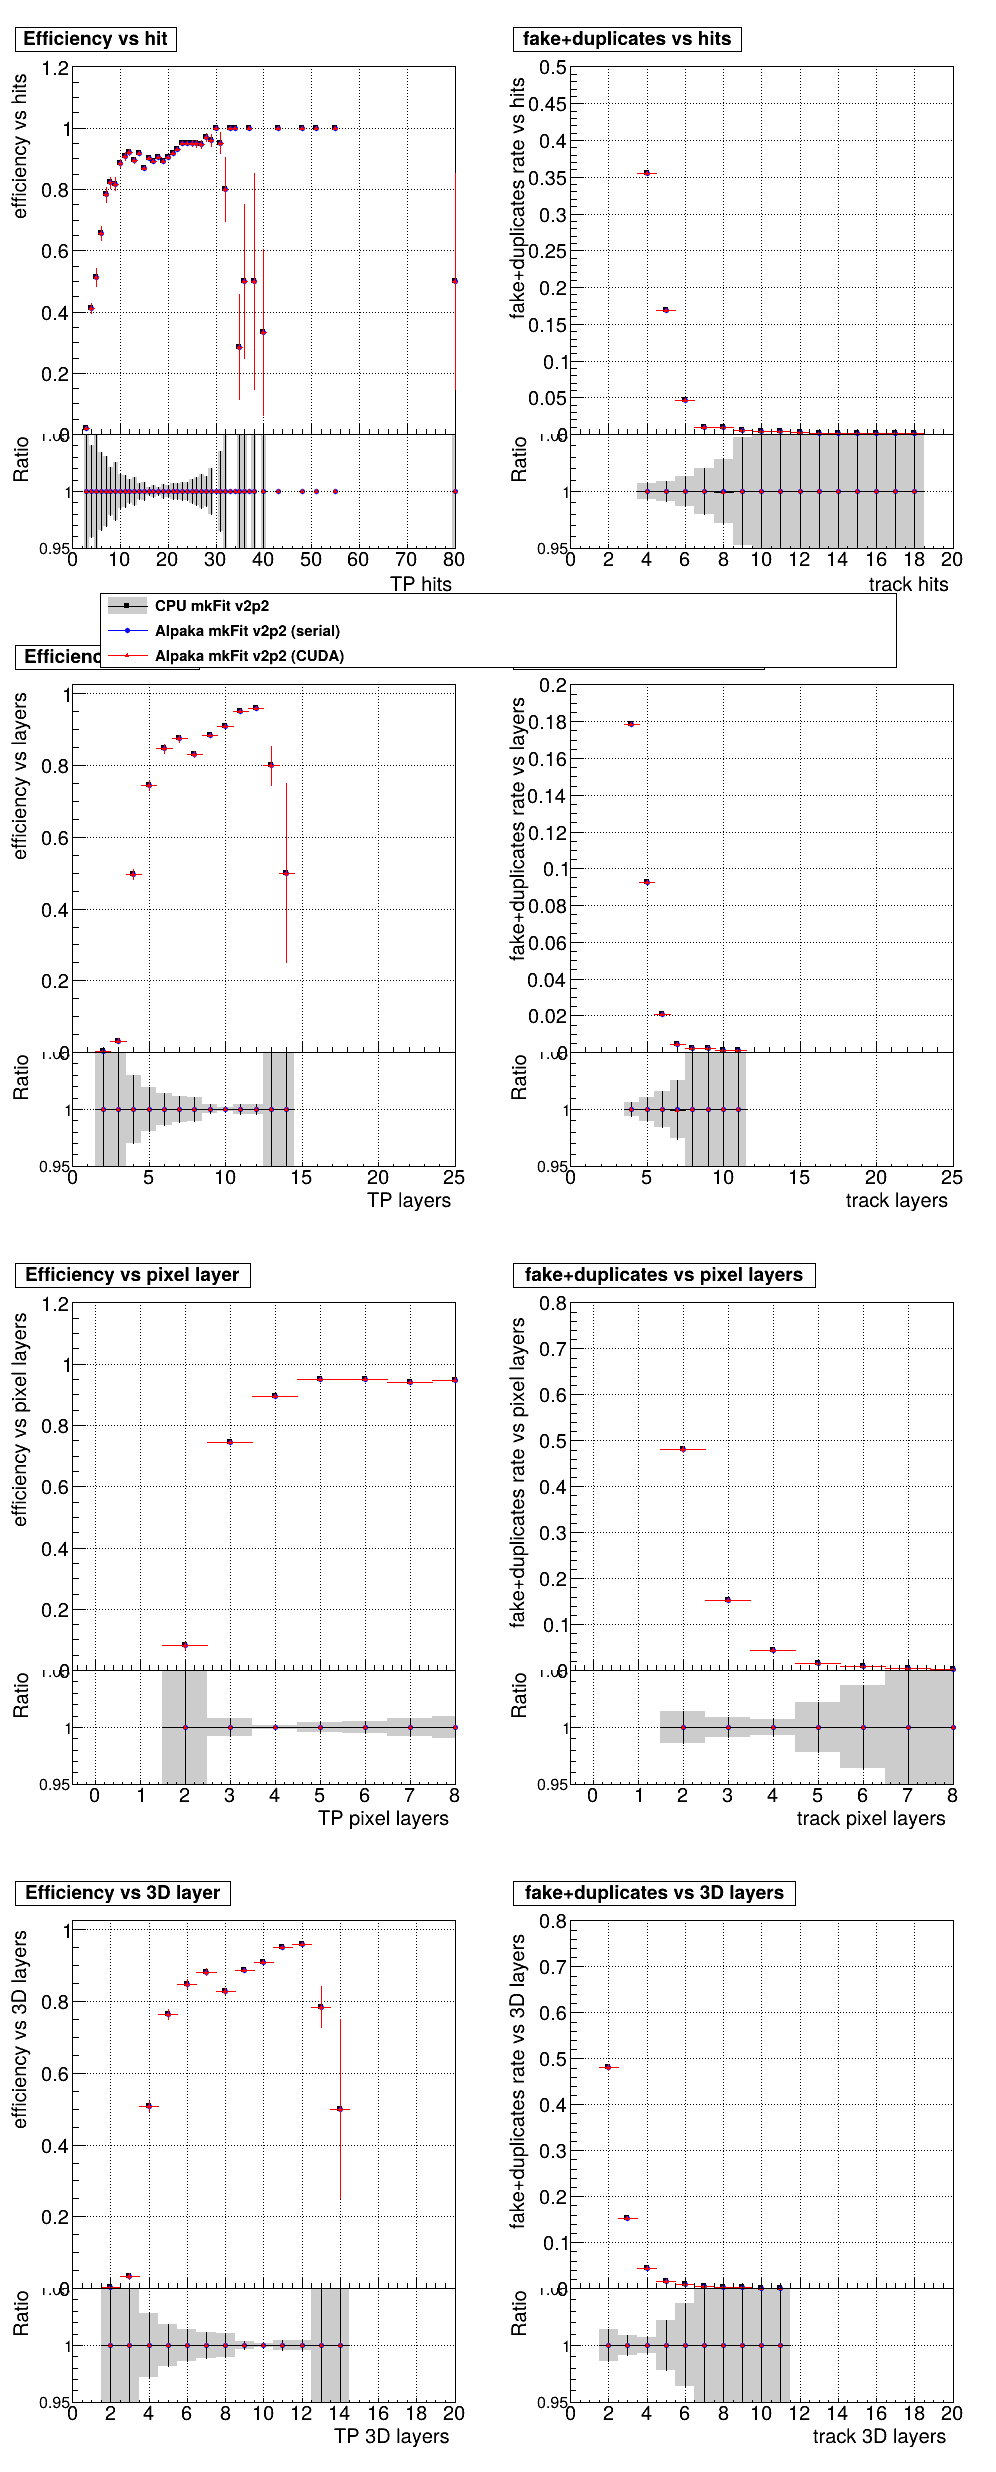 Efficiency vs hit
fake+duplicates vs hits
efficiency vs hits
1.2
1
0.8
0.6
0.4
0.2
0
Ratio
1
0.95
0 10 20 30 40 50 60 70 80
TP hits
fake+duplicates rate vs hits
0.5
0.45
0.4
0.35
0.3
0.25
0.2
0.15
0.1
0.05
0
Ratio
1
0.95
0 2 4 6 8 10 12 14 16 18 20
track hits
CPU mkFit v2p2
Alpaka mkFit v2p2 (serial)
Alpaka mkFit v2p2 (CUDA)
efficiency vs layers
1
0.8
0.6
0.4
0.2
0
Ratio
1
0.95
0 5 10 15 20 25
TP layers
fake+duplicates rate vs layers
0.2
0.18
0.16
0.14
0.12
0.1
0.08
0.06
0.04
0.02
0
Ratio
1
0.95
0 5 10 15 20 25
track layers
Efficiency vs pixel layer
fake+duplicates vs pixel layers
efficiency vs pixel layers
1.2
1
0.8
0.6
0.4
0.2
0
Ratio
1
0.95
0 1 2 3 4 5 6 7 8
TP pixel layers
fake+duplicates rate vs pixel layers
0.8
0.7
0.6
0.5
0.4
0.3
0.2
0.1
0
Ratio
1
0.95
0 1 2 3 4 5 6 7 8
track pixel layers
Efficiency vs 3D layer
fake+duplicates vs 3D layers
efficiency vs 3D layers
1
0.8
0.6
0.4
0.2
0
Ratio
1
0.95
0 2 4 6 8 10 12 14 16 18 20
TP 3D layers
fake+duplicates rate vs 3D layers
0.8
0.7
0.6
0.5
0.4
0.3
0.2
0.1
0
Ratio
1
0.95
0 2 4 6 8 10 12 14 16 18 20
track 3D layers